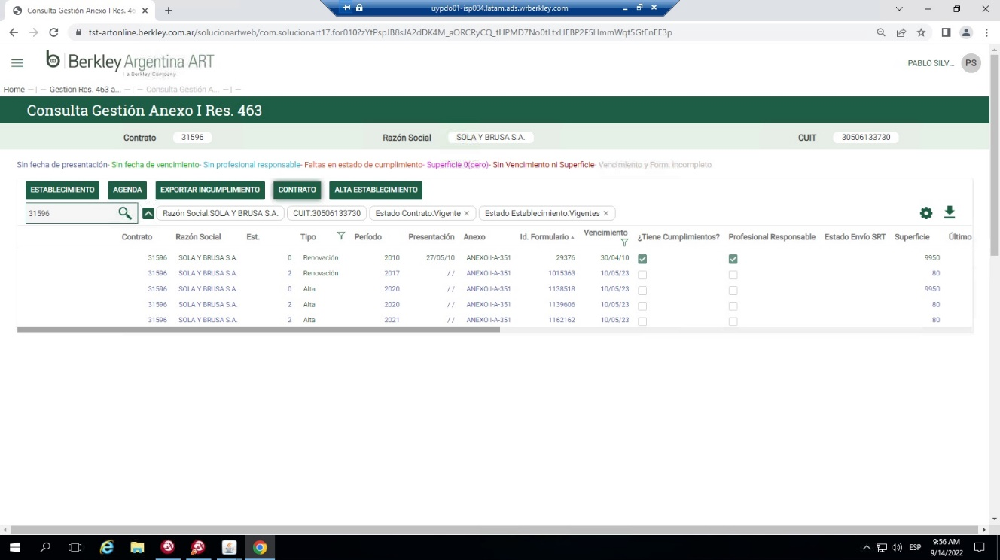 Consulta Gestión Anexo I Res. 46
uypdo01-isp004.latam.ads.wrberkley.com
tst-artonline.berkley.com.ar/solucionartweb/com.solucionart17.for010?zYtPspJB8sJA2dDK4M_aORCRyCQ_tHPMD7No0tLtxLlEBP2F5HmmWqt5GtEnEE3p
b Berkley Argentina ART
a Berkley Company
PABLO SILV... PS
Home —|— Gestion Res. 463 a... —|— Consulta Gestión A... —|—
Consulta Gestión Anexo I Res. 463
Contrato 31596 Razón Social SOLA Y BRUSA S.A. CUIT 30506133730
Sin fecha de presentación- Sin fecha de vencimiento- Sin profesional responsable- Faltas en estado de cumplimiento- Superficie 0(cero)- Sin Vencimiento ni Superficie- Vencimiento y Form. incompleto
ESTABLECIMIENTO AGENDA EXPORTAR INCUMPLIMIENTO CONTRATO ALTA ESTABLECIMIENTO
31596 Razón Social:SOLA Y BRUSA S.A. CUIT:30506133730 Estado Contrato:Vigente × Estado Establecimiento:Vigentes ×
Contrato Razón Social Est. Tipo Período Presentación Anexo Id. Formulario Vencimiento ¿Tiene Cumplimientos? Profesional Responsable Estado Envío SRT Superficie Último
31596 SOLA Y BRUSA S.A. 0 Renovación 2010 27/05/10 ANEXO I-A-351 29376 30/04/10 9950
31596 SOLA Y BRUSA S.A. 2 Renovación 2017 / / ANEXO I-A-351 1015363 10/05/23 80
31596 SOLA Y BRUSA S.A. 0 Alta 2020 / / ANEXO I-A-351 1138518 10/05/23 9950
31596 SOLA Y BRUSA S.A. 2 Alta 2020 / / ANEXO I-A-351 1139606 10/05/23 80
31596 SOLA Y BRUSA S.A. 2 Alta 2021 / / ANEXO I-A-351 1162162 10/05/23 80
ESP
9:56 AM
9/14/2022